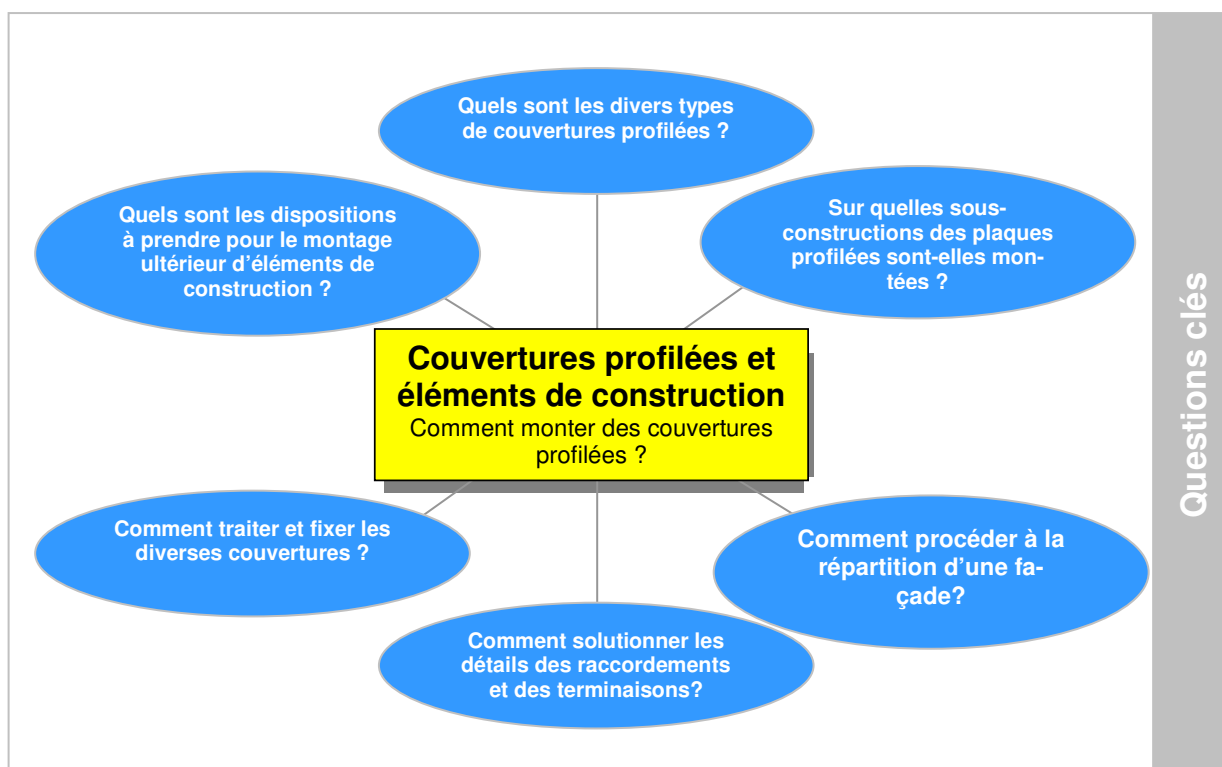 Quels sont les divers types
de couvertures profilées ?
Quels sont les dispositions
à prendre pour le montage
ultérieur d'éléments de
construction ?
Sur quelles sous-
constructions des plaques
profilées sont-elles mon-
tées ?
Couvertures profilées et
éléments de construction
Comment monter des couvertures
profilées ?
Comment traiter et fixer les
diverses couvertures ?
Comment procéder à la
répartition d'une fa-
çade?
Comment solutionner les
détails des raccordements
et des terminaisons?
Questions clés